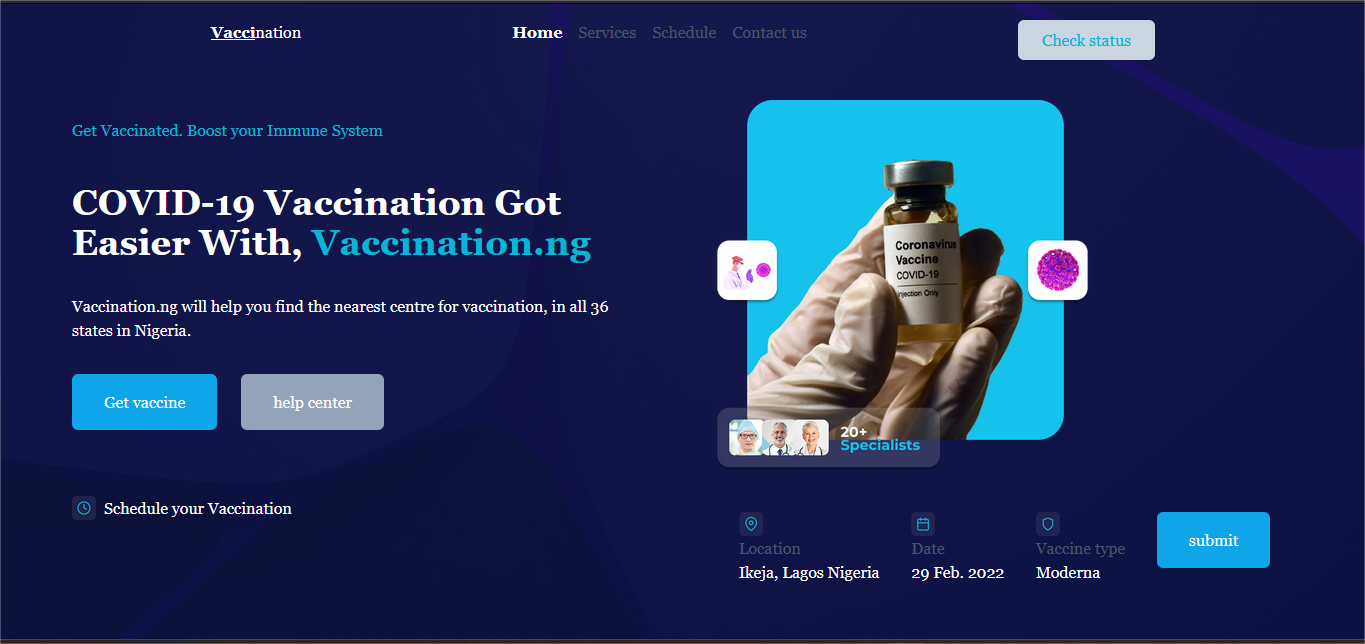 Vaccination
Home Services Schedule Contact us
Check status
Get Vaccinated. Boost your Immune System
COVID-19 Vaccination Got
Easier With, Vaccination.ng
Vaccination.ng will help you find the nearest centre for vaccination, in all 36
states in Nigeria.
Get vaccine
help center
Coronavirus
Vaccine
COVID-19
Injection Only
20+
Specialists
Schedule your Vaccination
Location
Ikeja, Lagos Nigeria
Date
29 Feb. 2022
Vaccine type
Moderna
submit